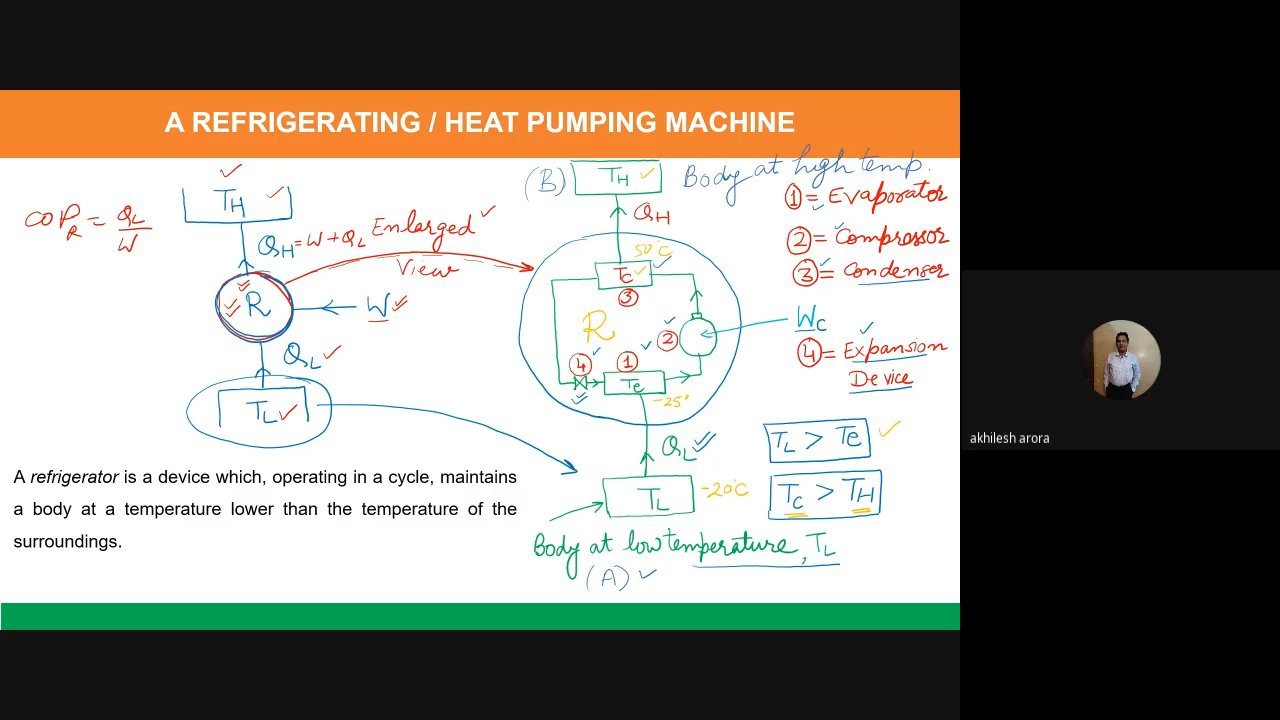 A REFRIGERATING / HEAT PUMPING MACHINE
COP_R = Q_L / W
T_H
Q_H = W + Q_L
R
W
Q_L
T_L
Enlarged
View
(B)
T_H
Body at high temp.
Q_H
50°C
T_C
3
R
2
W_C
4
1
T_e
-25°
Q_L
T_L
-20°C
Body at low temperature, T_L
(A)
1 = Evaporator
2 = Compressor
3 = Condenser
4 = Expansion
Device
T_L > T_e
T_C > T_H
A refrigerator is a device which, operating in a cycle, maintains
a body at a temperature lower than the temperature of the
surroundings.
akhilesh arora